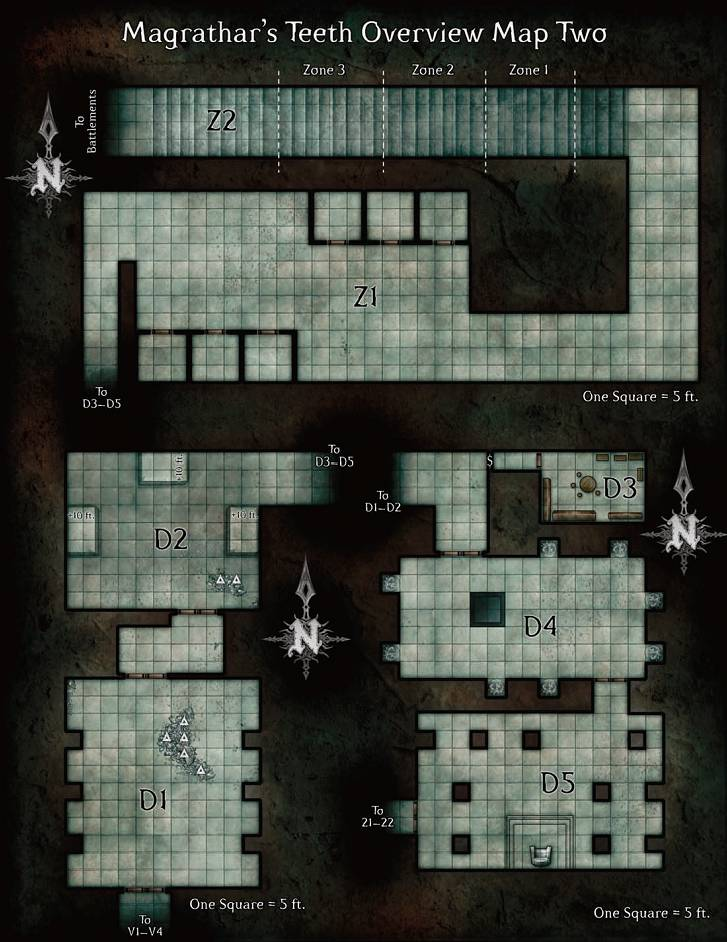 Magrathar's Teeth Overview Map Two
Zone 3 Zone 2 Zone 1
To
Battlements
Z2
N
Z1
To
D3–D5
One Square = 5 ft.
To
D3–D5
+10 ft.
To
D1–D2
$
D3
+10 ft.
+10 ft.
D2
N
N
D4
D1
D5
To
21–22
One Square = 5 ft.
To
V1–V4
One Square = 5 ft.